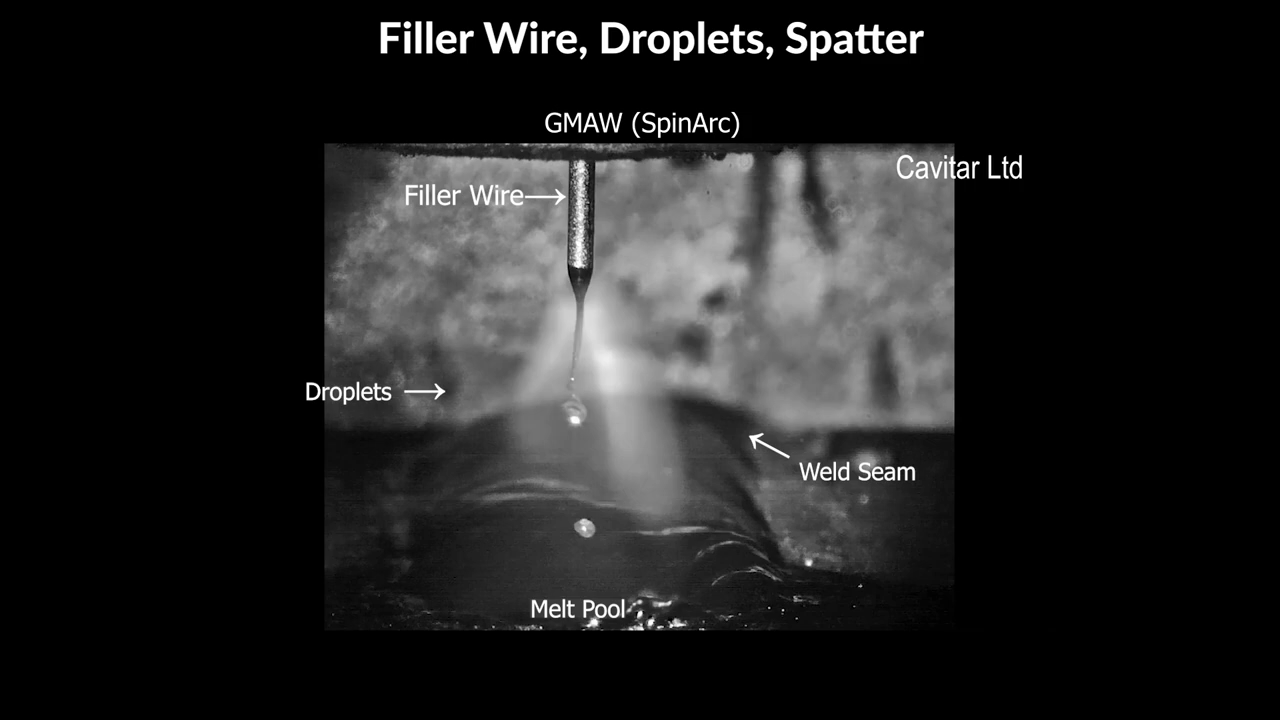 Filler Wire, Droplets, Spatter
GMAW (SpinArc)
Cavitar Ltd
Filler Wire
Droplets
Weld Seam
Melt Pool